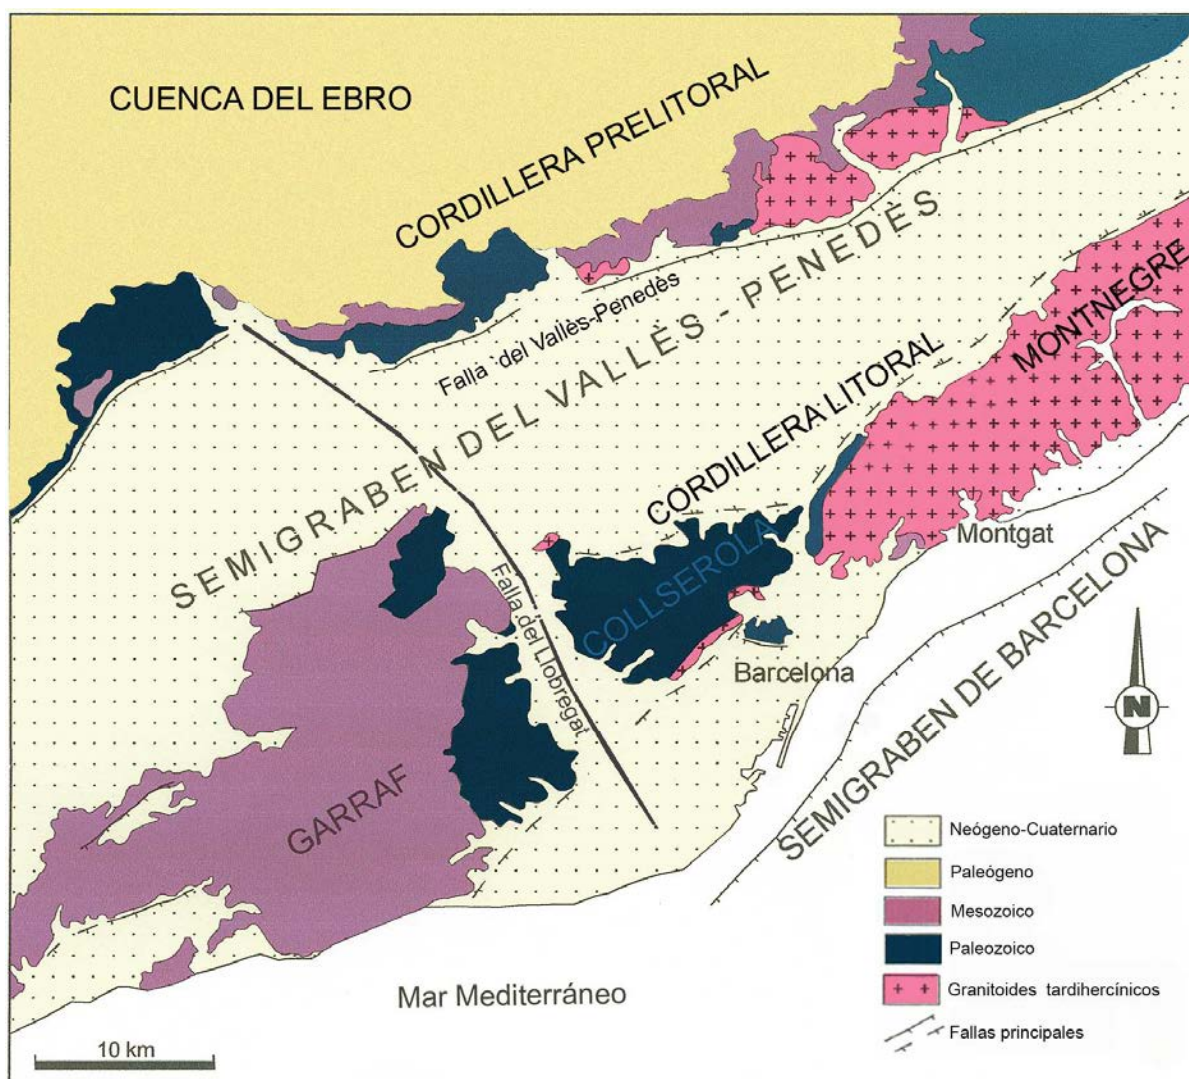 CUENCA DEL EBRO
CORDILLERA PRELITORAL
Falla del Vallès-Penedès
SEMIGRABEN DEL VALLÈS - PENEDÈS
MONTNEGRE
CORDILLERA LITORAL
COLLSEROLA
Montgat
Falla del Llobregat
Barcelona
SEMIGRABEN DE BARCELONA
N
GARRAF
Mar Mediterráneo
Neógeno-Cuaternario
Paleógeno
Mesozoico
Paleozoico
Granitoides tardihercínicos
Fallas principales
10 km